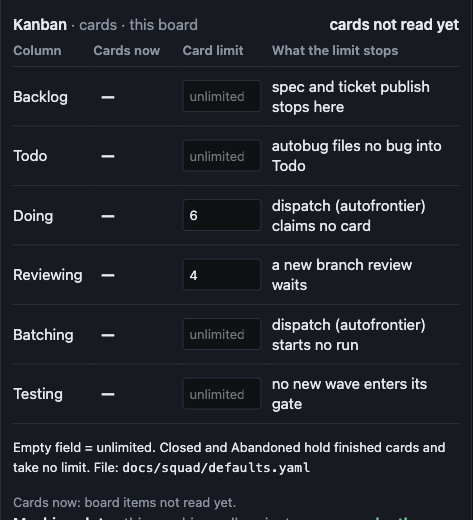 Kanban · cards · this board cards not read yet
Column Cards now Card limit What the limit stops
Backlog — unlimited spec and ticket publish
stops here
Todo — unlimited autobug files no bug into
Todo
Doing — 6 dispatch (autofrontier)
claims no card
Reviewing — 4 a new branch review
waits
Batching — unlimited dispatch (autofrontier)
starts no run
Testing — unlimited no new wave enters its
gate
Empty field = unlimited. Closed and Abandoned hold finished cards and
take no limit. File: docs/squad/defaults.yaml
Cards now: board items not read yet.